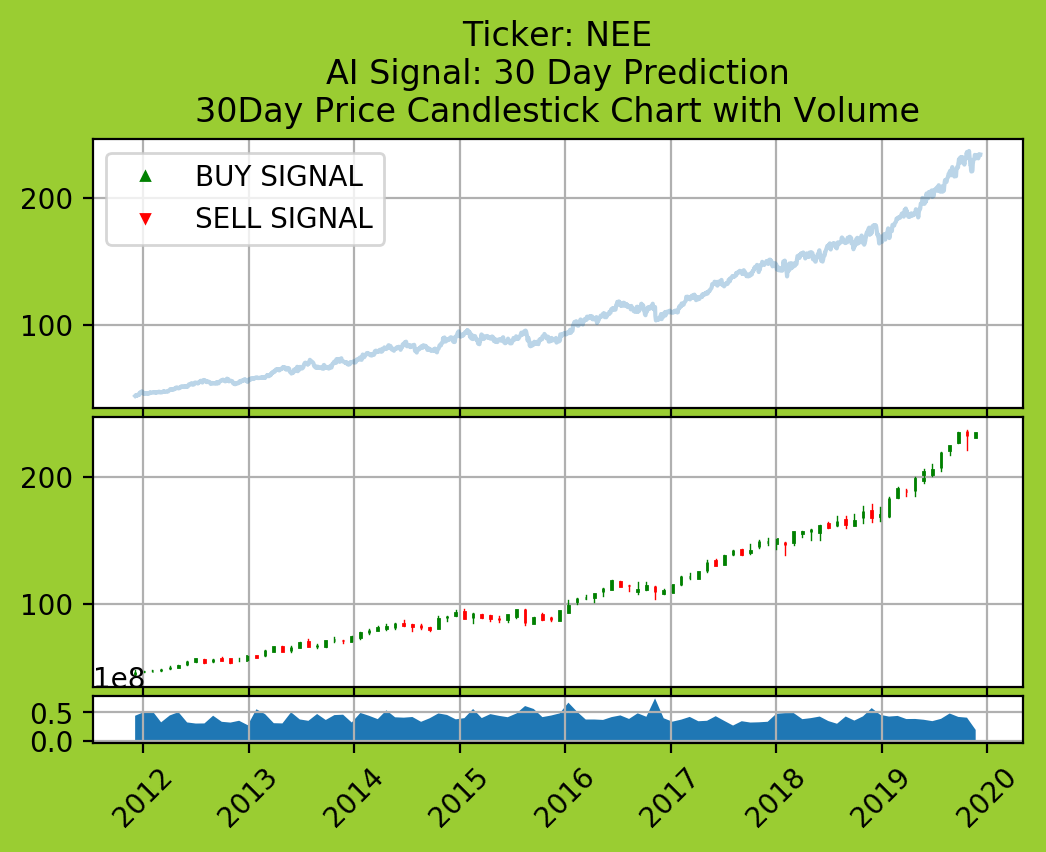 Ticker: NEE
AI Signal: 30 Day Prediction
30Day Price Candlestick Chart with Volume
BUY SIGNAL
SELL SIGNAL
200
100
200
100
1e8
0.5
0.0
2012 2013 2014 2015 2016 2017 2018 2019 2020